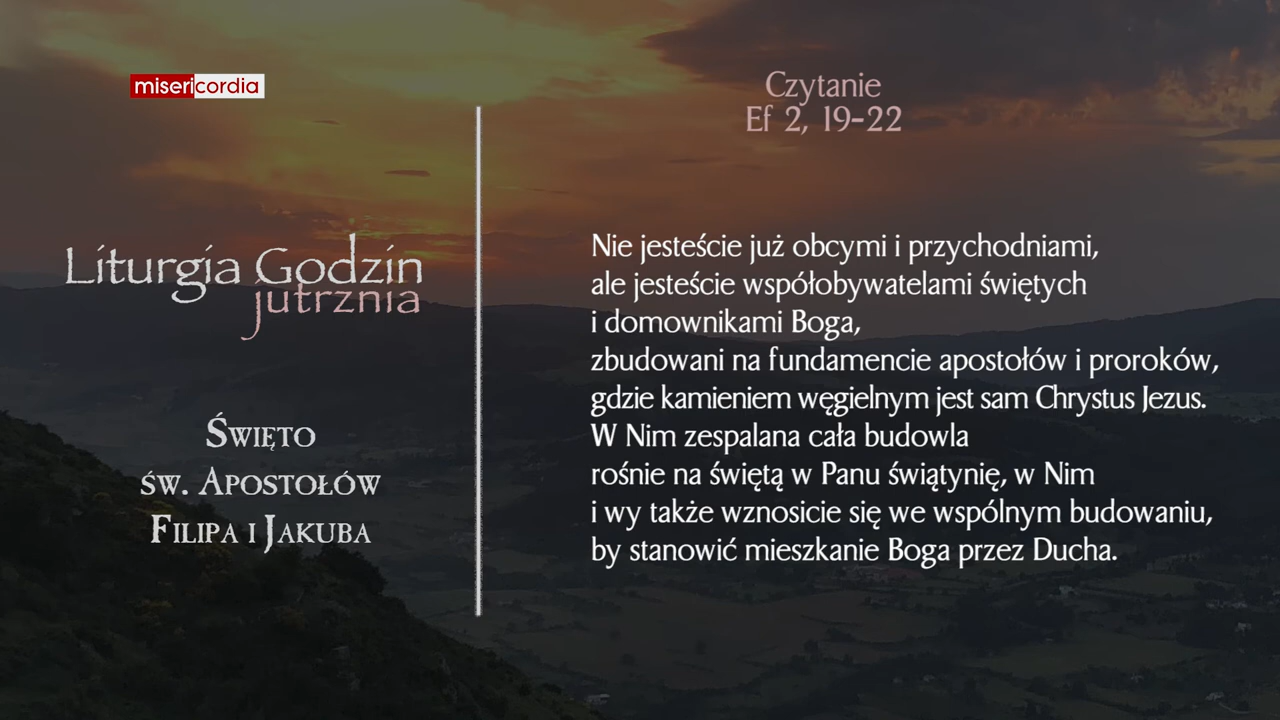 misericordia
Liturgia Godzin
jutrznia
Święto
św. Apostołów
Filipa i Jakuba
Czytanie
Ef 2, 19-22
Nie jesteście już obcymi i przychodniami,
ale jesteście współobywatelami świętych
i domownikami Boga,
zbudowani na fundamencie apostołów i proroków,
gdzie kamieniem węgielnym jest sam Chrystus Jezus.
W Nim zespalana cała budowla
rośnie na świętą w Panu świątynię, w Nim
i wy także wznosicie się we wspólnym budowaniu,
by stanowić mieszkanie Boga przez Ducha.